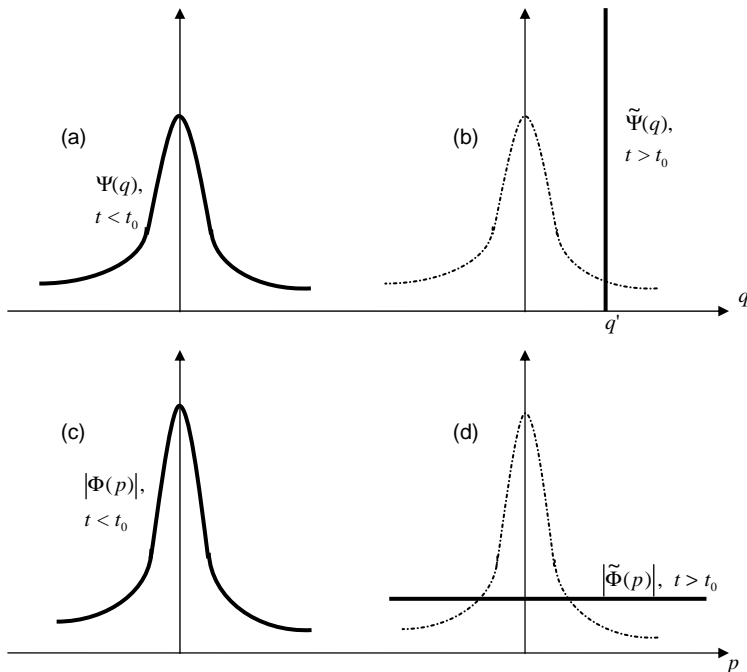 (a)
Ψ(q),
t < t₀
(b)
Ψ̃(q),
t > t₀
q
q'
(c)
|Φ(p)|,
t < t₀
(d)
|Φ̃(p)|, t > t₀
p